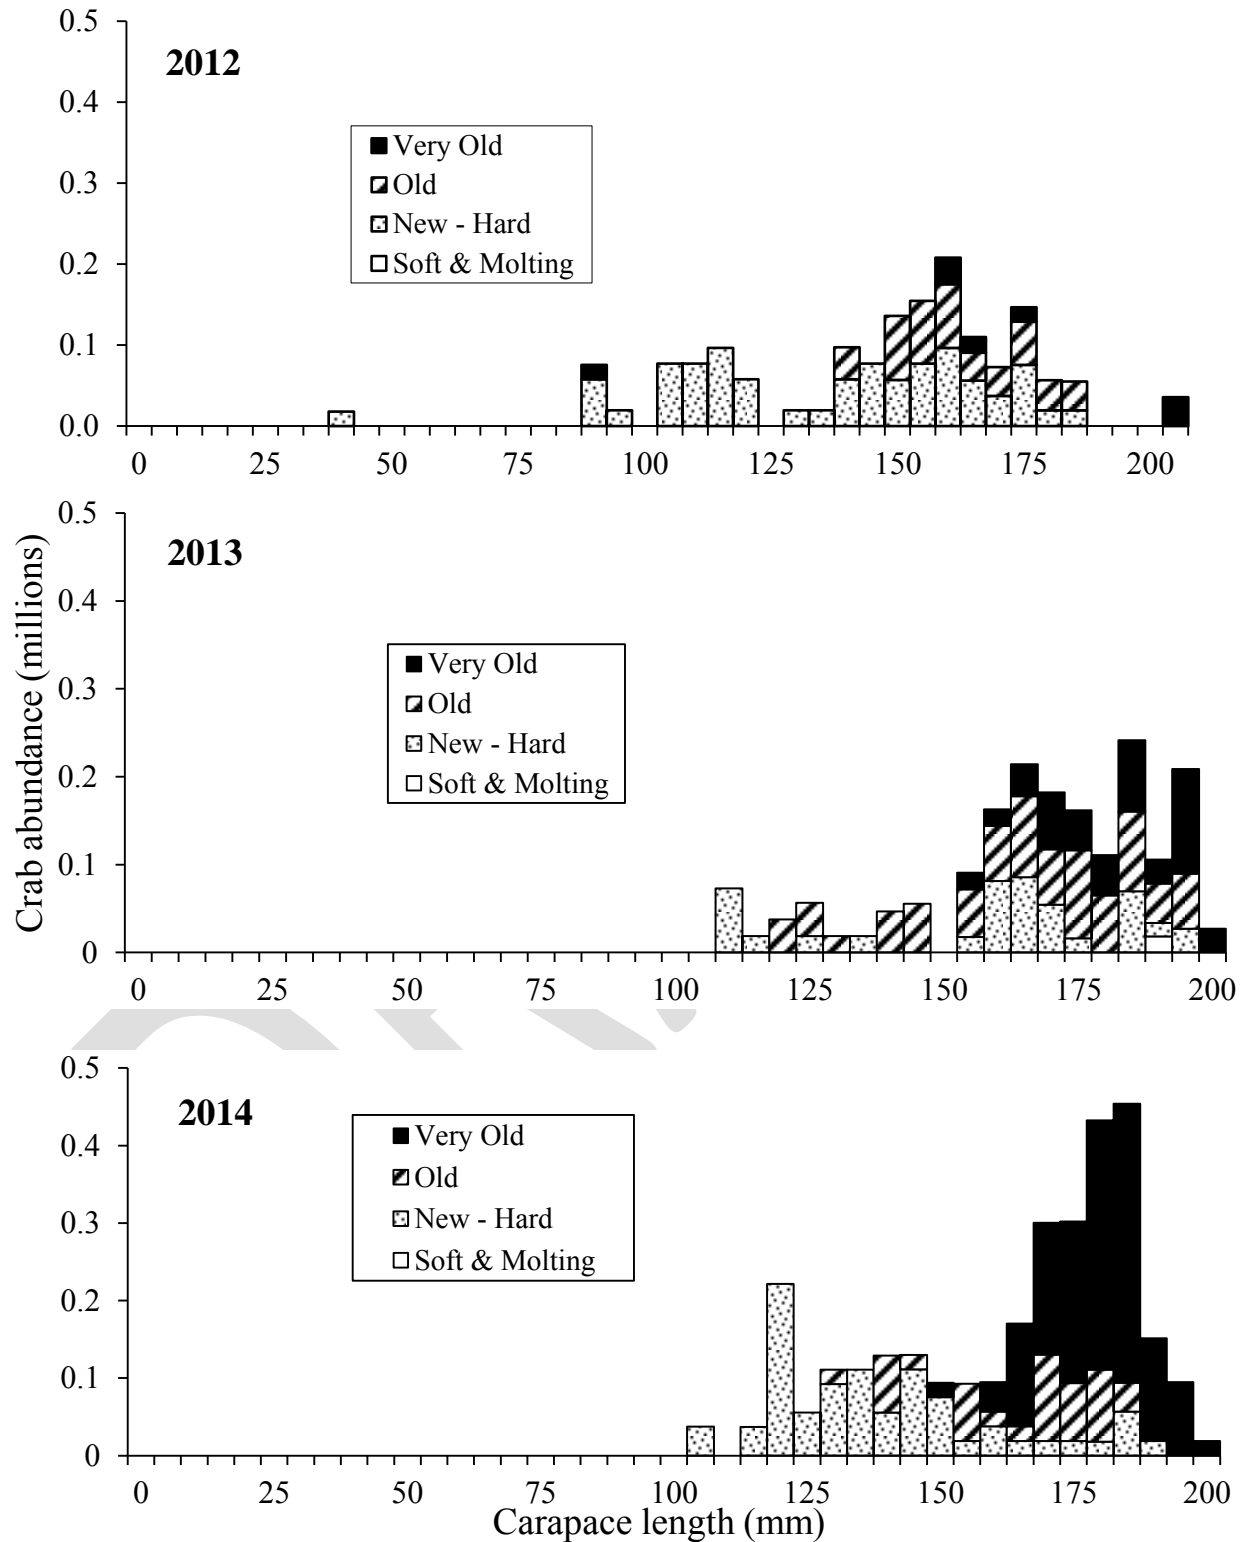 0.5
2012
0.4
Very Old
0.3
Old
New - Hard
0.2
Soft & Molting
0.1
0.0
0 25 50 75 100 125 150 175 200
Crab abundance (millions)
0.5
2013
0.4
Very Old
0.3
Old
New - Hard
0.2
Soft & Molting
0.1
0
0 25 50 75 100 125 150 175 200
0.5
2014
0.4
Very Old
Old
0.3
New - Hard
Soft & Molting
0.2
0.1
0
0 25 50 75 100 125 150 175 200
Carapace length (mm)